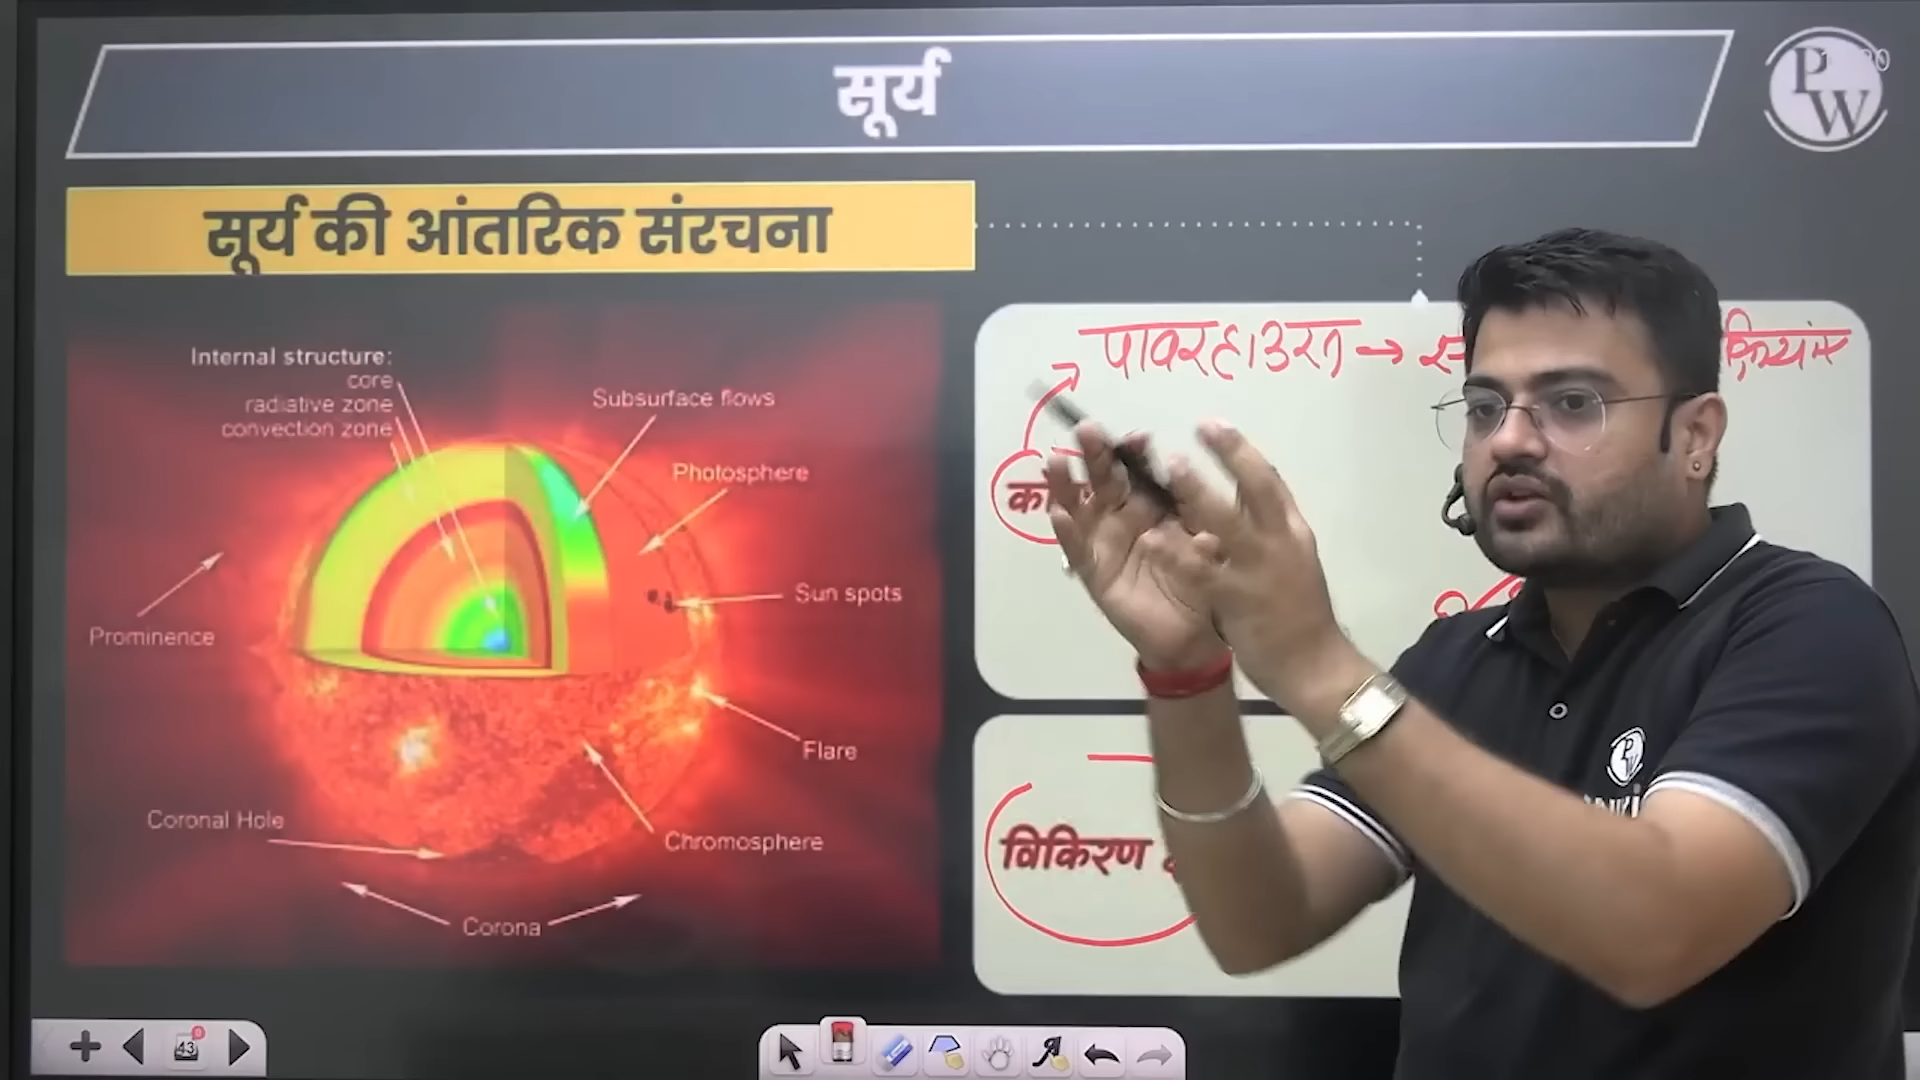 सूर्य
PW
सूर्य की आंतरिक संरचना
Internal structure:
core
radiative zone
convection zone
Subsurface flows
Photosphere
Sun spots
Prominence
Flare
Coronal Hole
Chromosphere
Corona
पावरहाउस →
विकिरण
43